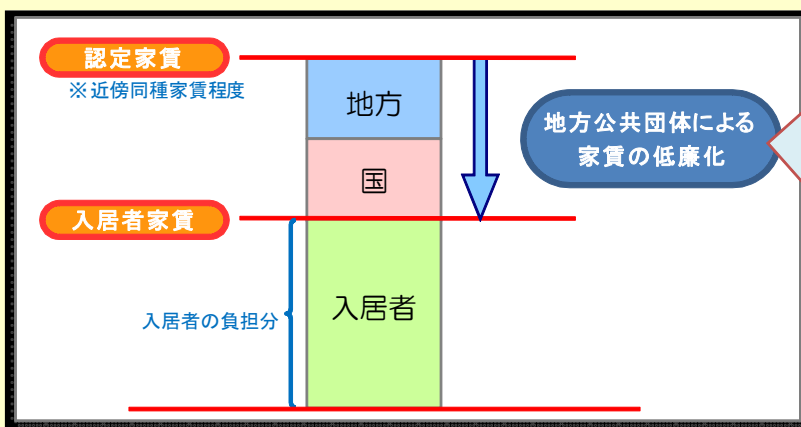 認定家賃
※近傍同種家賃程度
地方
地方公共団体による
家賃の低廉化
国
入居者家賃
入居者
入居者の負担分